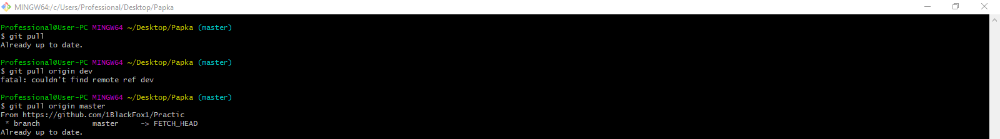 MINGW64:/c/Users/Professional/Desktop/Papka
Professional@User-PC MINGW64 ~/Desktop/Papka (master)
$ git pull
Already up to date.
Professional@User-PC MINGW64 ~/Desktop/Papka (master)
$ git pull origin dev
fatal: couldn't find remote ref dev
Professional@User-PC MINGW64 ~/Desktop/Papka (master)
$ git pull origin master
From https://github.com/1BlackFox1/Practic
 * branch            master     -> FETCH_HEAD
Already up to date.